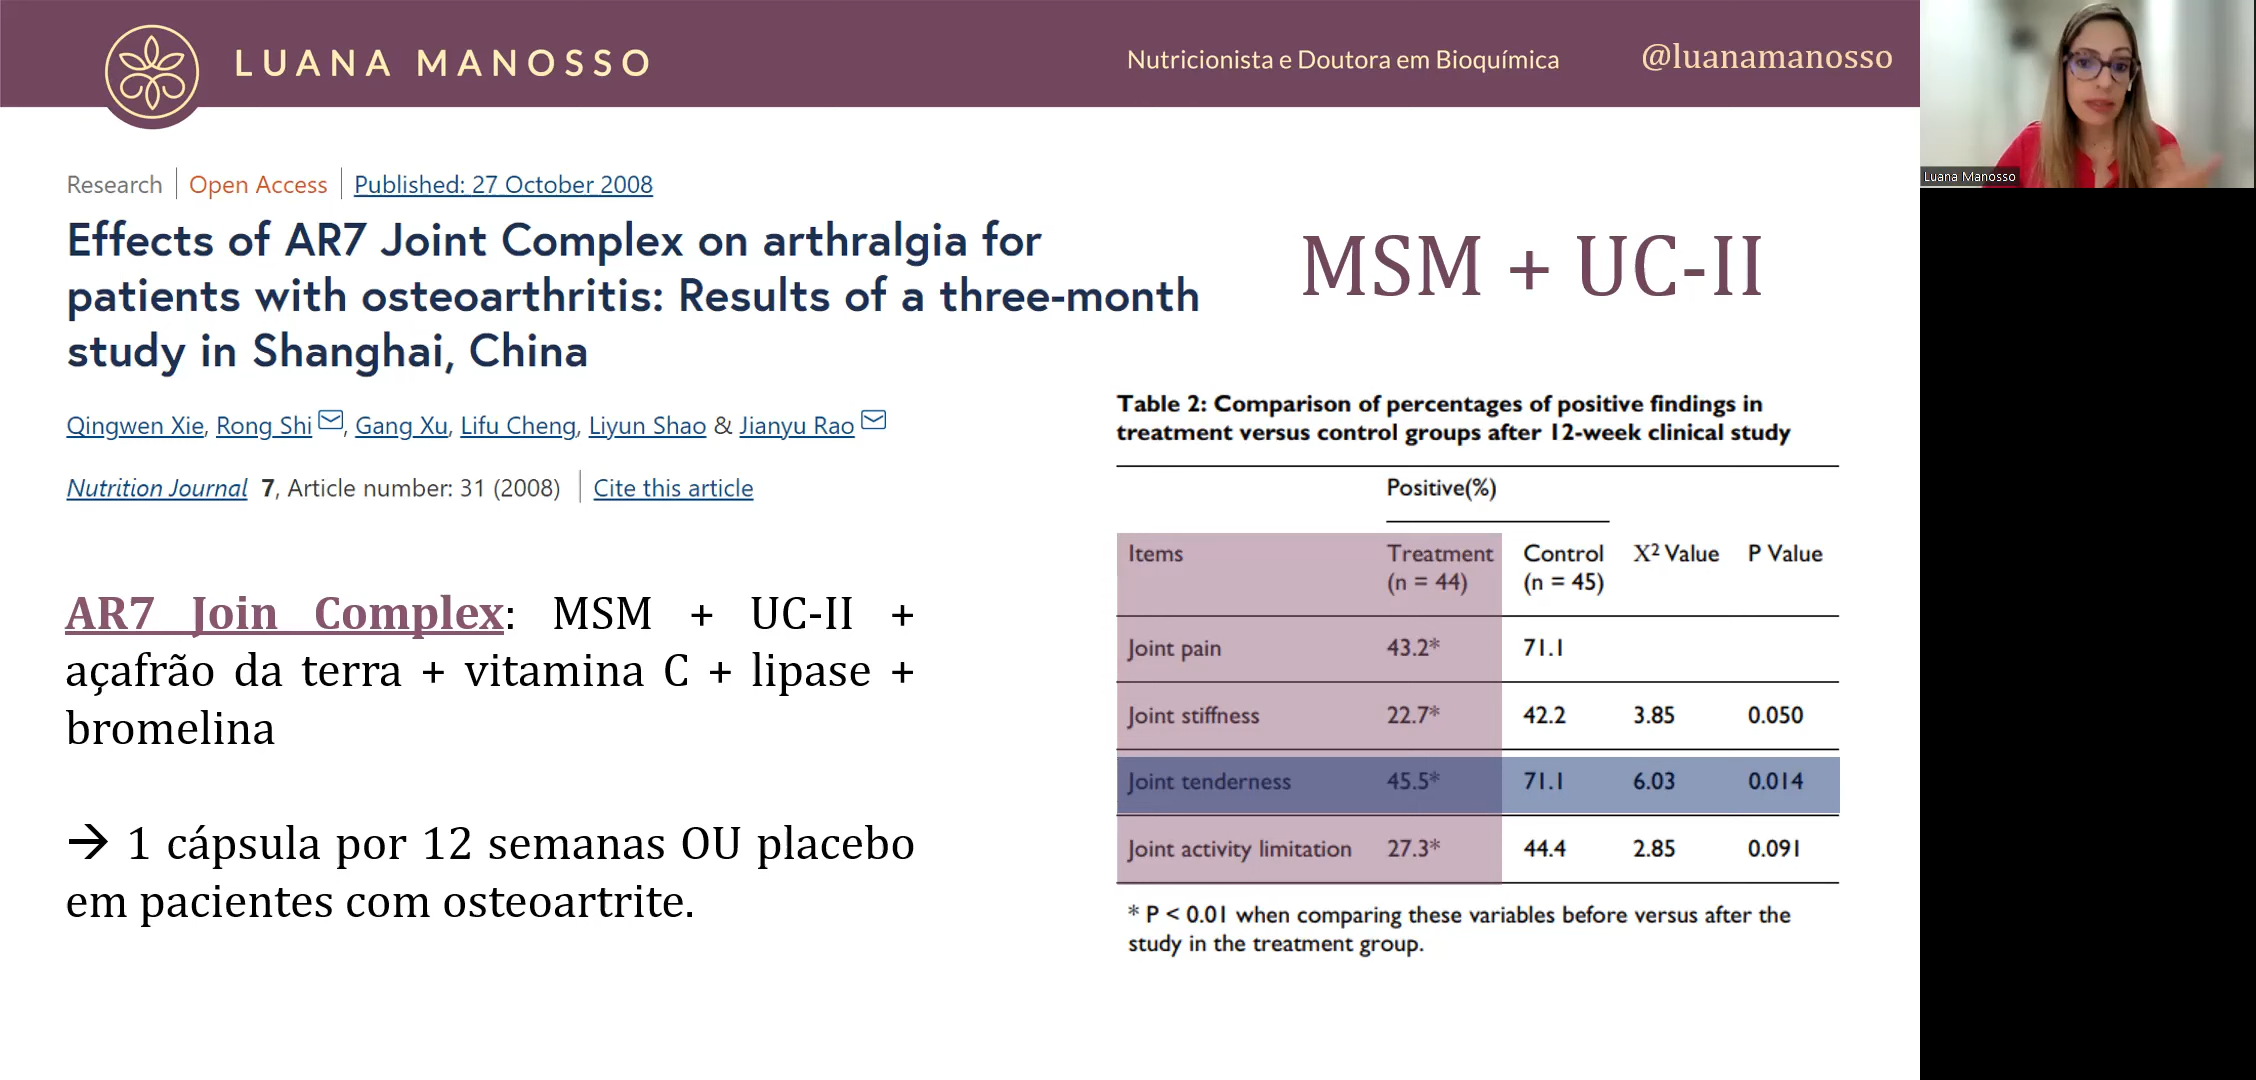 LUANA MANOSSO
Nutricionista e Doutora em Bioquímica
@luanamanosso
Luana Manosso
Research | Open Access | Published: 27 October 2008
Effects of AR7 Joint Complex on arthralgia for
patients with osteoarthritis: Results of a three-month
study in Shanghai, China
Qingwen Xie, Rong Shi, Gang Xu, Lifu Cheng, Liyun Shao & Jianyu Rao
Nutrition Journal 7, Article number: 31 (2008) | Cite this article
AR7 Join Complex: MSM + UC-II +
açafrão da terra + vitamina C + lipase +
bromelina
→ 1 cápsula por 12 semanas OU placebo
em pacientes com osteoartrite.
MSM + UC-II
Table 2: Comparison of percentages of positive findings in
treatment versus control groups after 12-week clinical study
Positive(%)
Items Treatment Control X² Value P Value
(n = 44) (n = 45)
Joint pain 43.2* 71.1
Joint stiffness 22.7* 42.2 3.85 0.050
Joint tenderness 45.5* 71.1 6.03 0.014
Joint activity limitation 27.3* 44.4 2.85 0.091
* P < 0.01 when comparing these variables before versus after the
study in the treatment group.